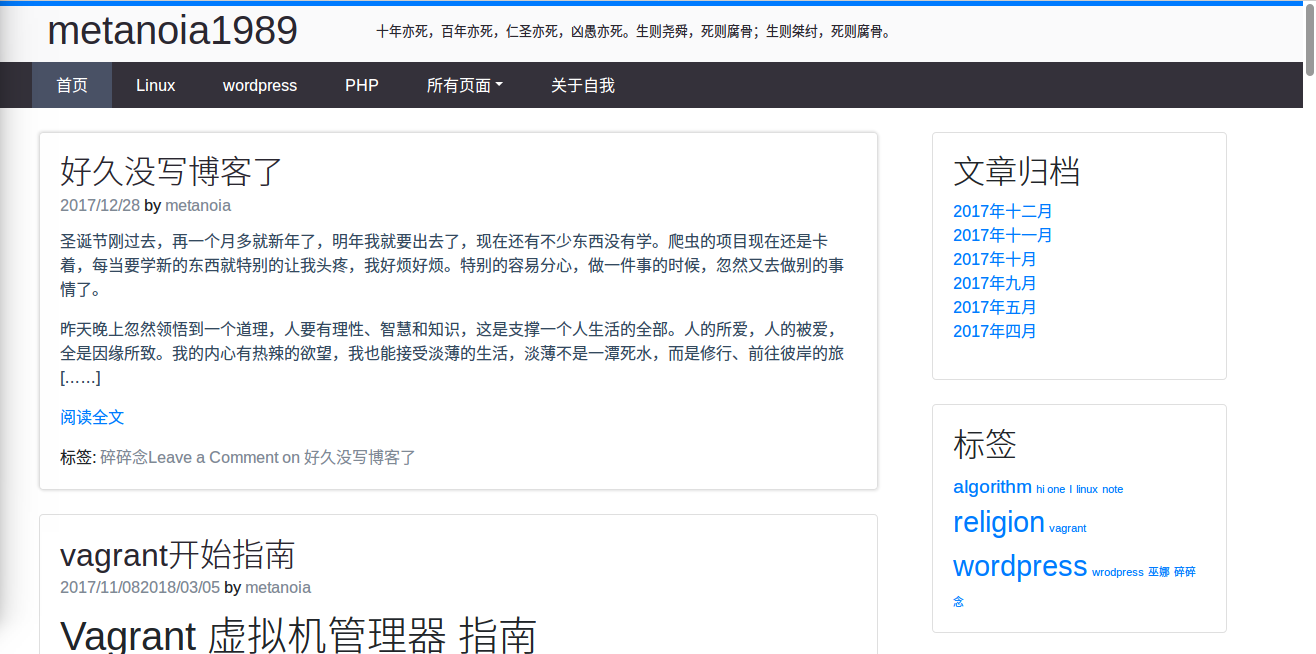 metanoia1989
十年亦死，百年亦死，仁圣亦死，凶愚亦死。生则尧舜，死则腐骨；生则桀纣，死则腐骨。
首页 Linux wordpress PHP 所有页面 关于自我
好久没写博客了
2017/12/28 by metanoia
圣诞节刚过去，再一个月多就新年了，明年我就要出去了，现在还有不少东西没有学。爬虫的项目现在还是卡
着，每当要学新的东西就特别的让我头疼，我好烦好烦。特别的容易分心，做一件事的时候，忽然又去做别的事
情了。
昨天晚上忽然领悟到一个道理，人要有理性、智慧和知识，这是支撑一个人生活的全部。人的所爱，人的被爱，
全是因缘所致。我的内心有热辣的欲望，我也能接受淡薄的生活，淡薄不是一潭死水，而是修行、前往彼岸的旅
[……]
阅读全文
标签: 碎碎念Leave a Comment on 好久没写博客了
vagrant开始指南
2017/11/082018/03/05 by metanoia
Vagrant 虚拟机管理器 指南
文章归档
2017年十二月
2017年十一月
2017年十月
2017年九月
2017年五月
2017年四月
标签
algorithm hi one I linux note
religion vagrant
wordpress wrodpress 巫娜 碎碎
念